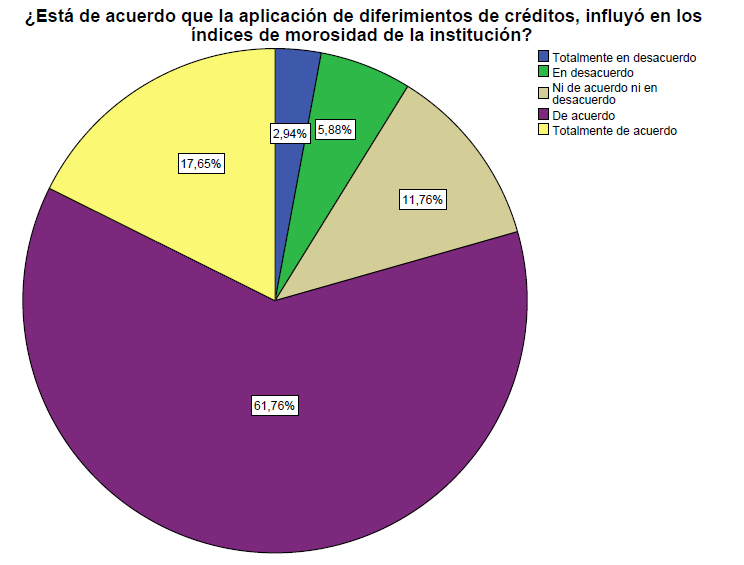 ¿Está de acuerdo que la aplicación de diferimientos de créditos, influyó en los
índices de morosidad de la institución?
Totalmente en desacuerdo
En desacuerdo
Ni de acuerdo ni en
desacuerdo
De acuerdo
Totalmente de acuerdo
2,94%
5,88%
17,65%
11,76%
61,76%